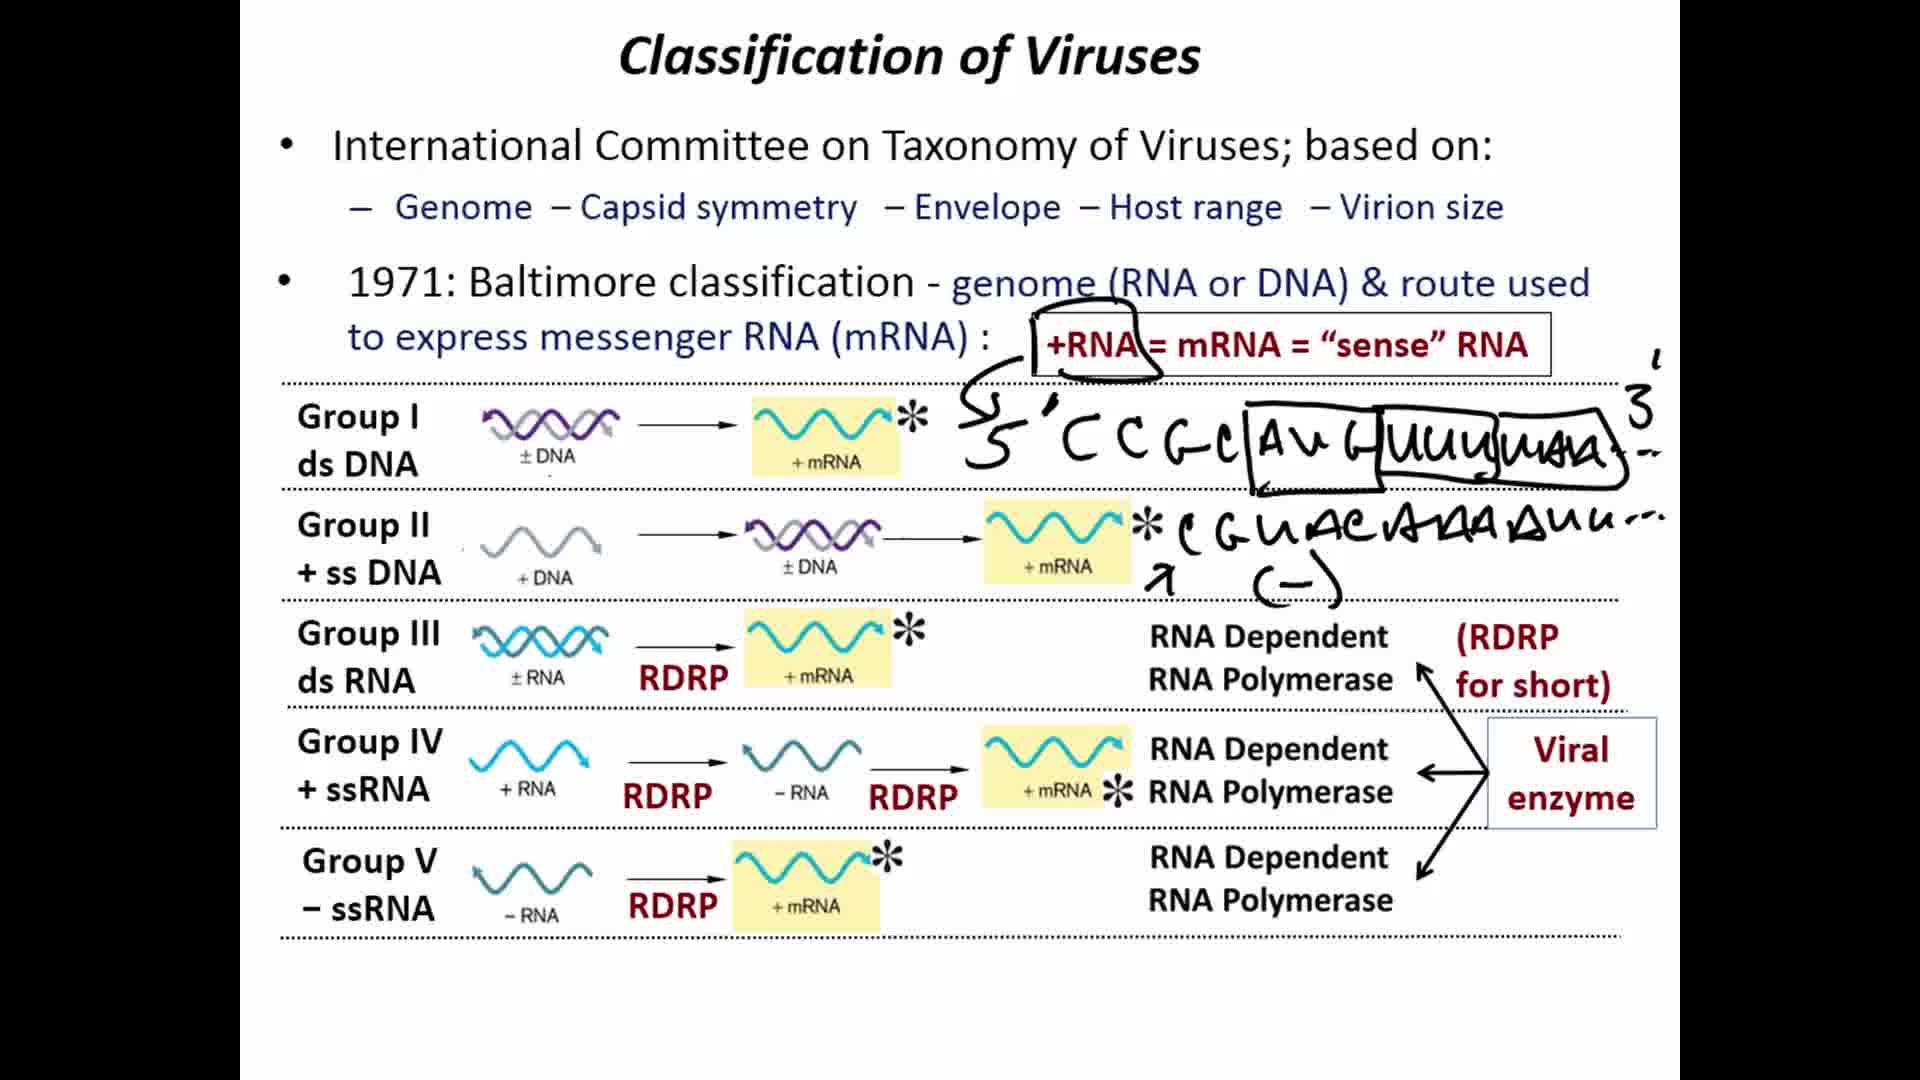 Classification of Viruses
• International Committee on Taxonomy of Viruses; based on:
– Genome – Capsid symmetry – Envelope – Host range – Virion size
• 1971: Baltimore classification - genome (RNA or DNA) & route used
to express messenger RNA (mRNA) :
+RNA = mRNA = “sense” RNA
Group I
ds DNA
± DNA
+ mRNA *
5' CCGC AUG UUU UAA ... 3'
Group II
+ ss DNA
+ DNA
± DNA
+ mRNA *
CGUACAAAAUU...
(-)
Group III
ds RNA
± RNA
RDRP
+ mRNA *
RNA Dependent
RNA Polymerase
(RDRP
for short)
Group IV
+ ssRNA
+ RNA
RDRP
– RNA
RDRP
+ mRNA *
RNA Dependent
RNA Polymerase
Viral
enzyme
Group V
– ssRNA
– RNA
RDRP
+ mRNA *
RNA Dependent
RNA Polymerase